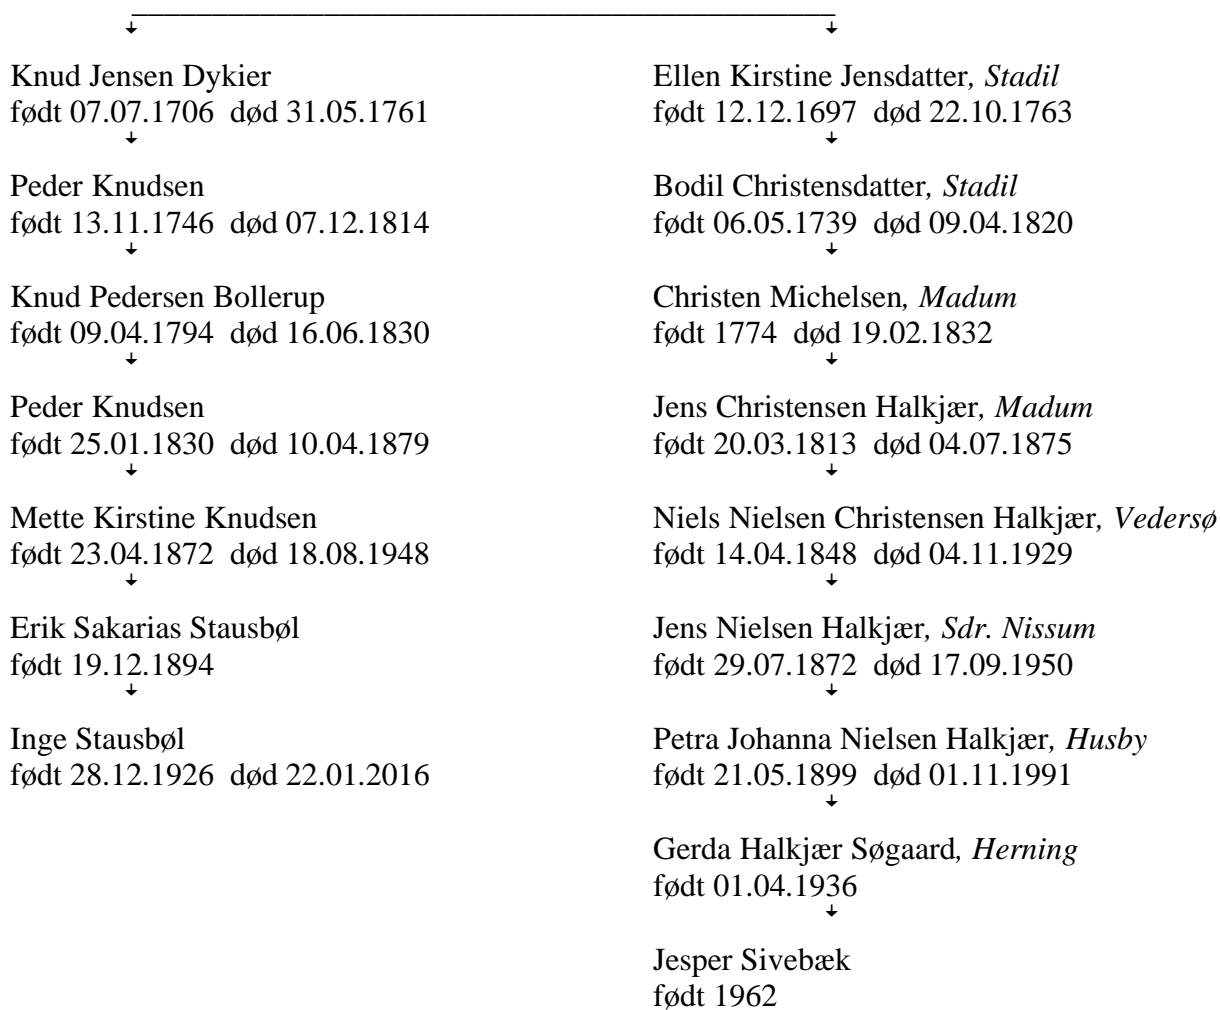 Knud Jensen Dykier
født 07.07.1706 død 31.05.1761
Peder Knudsen
født 13.11.1746 død 07.12.1814
Knud Pedersen Bollerup
født 09.04.1794 død 16.06.1830
Peder Knudsen
født 25.01.1830 død 10.04.1879
Mette Kirstine Knudsen
født 23.04.1872 død 18.08.1948
Erik Sakarias Stausbøl
født 19.12.1894
Inge Stausbøl
født 28.12.1926 død 22.01.2016
Ellen Kirstine Jensdatter, Stadil
født 12.12.1697 død 22.10.1763
Bodil Christensdatter, Stadil
født 06.05.1739 død 09.04.1820
Christen Michelsen, Madum
født 1774 død 19.02.1832
Jens Christensen Halkjær, Madum
født 20.03.1813 død 04.07.1875
Niels Nielsen Christensen Halkjær, Vedersø
født 14.04.1848 død 04.11.1929
Jens Nielsen Halkjær, Sdr. Nissum
født 29.07.1872 død 17.09.1950
Petra Johanna Nielsen Halkjær, Husby
født 21.05.1899 død 01.11.1991
Gerda Halkjær Søgaard, Herning
født 01.04.1936
Jesper Sivebæk
født 1962